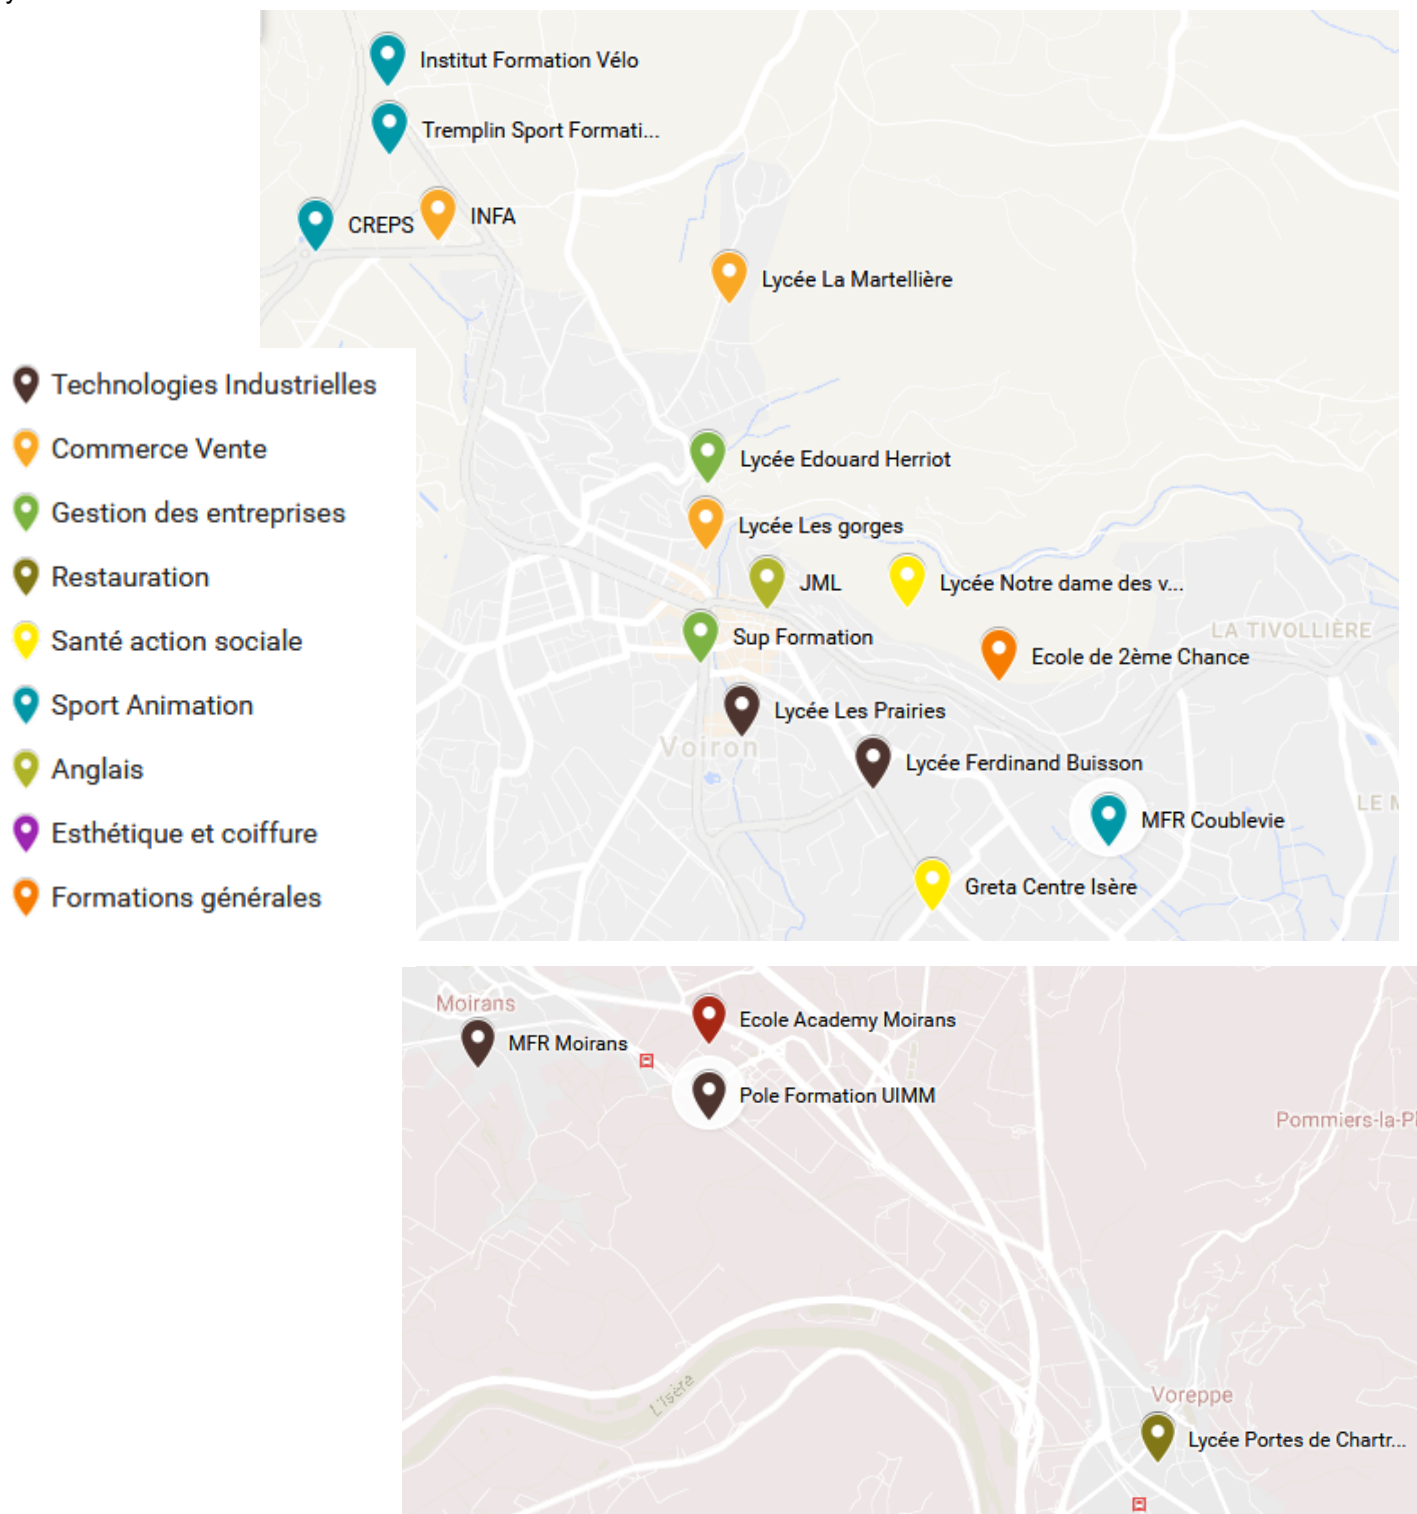 Institut Formation Vélo
Tremplin Sport Formati...
CREPS
INFA
Lycée La Martellière
Technologies Industrielles
Commerce Vente
Gestion des entreprises
Restauration
Santé action sociale
Sport Animation
Anglais
Esthétique et coiffure
Formations générales
Lycée Edouard Herriot
Lycée Les gorges
JML
Lycée Notre dame des v...
Sup Formation
LA TIVOLLIÈRE
Ecole de 2ème Chance
Lycée Les Prairies
Voiron
Lycée Ferdinand Buisson
LE
MFR Coublevie
Greta Centre Isère
Moirans
Ecole Academy Moirans
MFR Moirans
Pole Formation UIMM
Pommiers-la-Pl
L'Isère
Voreppe
Lycée Portes de Chartr...